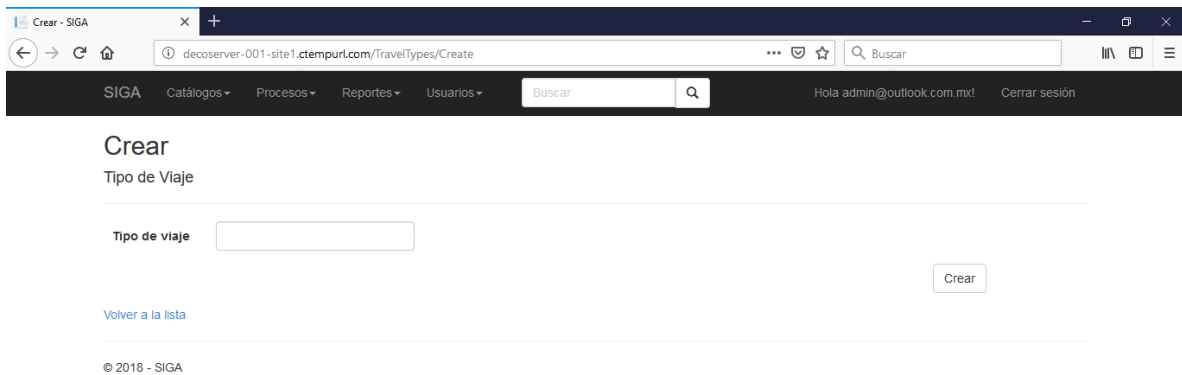 Crear - SIGA
decoserver-001-site1.ctempurl.com/TravelTypes/Create
Buscar
SIGA Catálogos Procesos Reportes Usuarios Buscar Hola admin@outlook.com.mx! Cerrar sesión
Crear
Tipo de Viaje
Tipo de viaje
Crear
Volver a la lista
© 2018 - SIGA